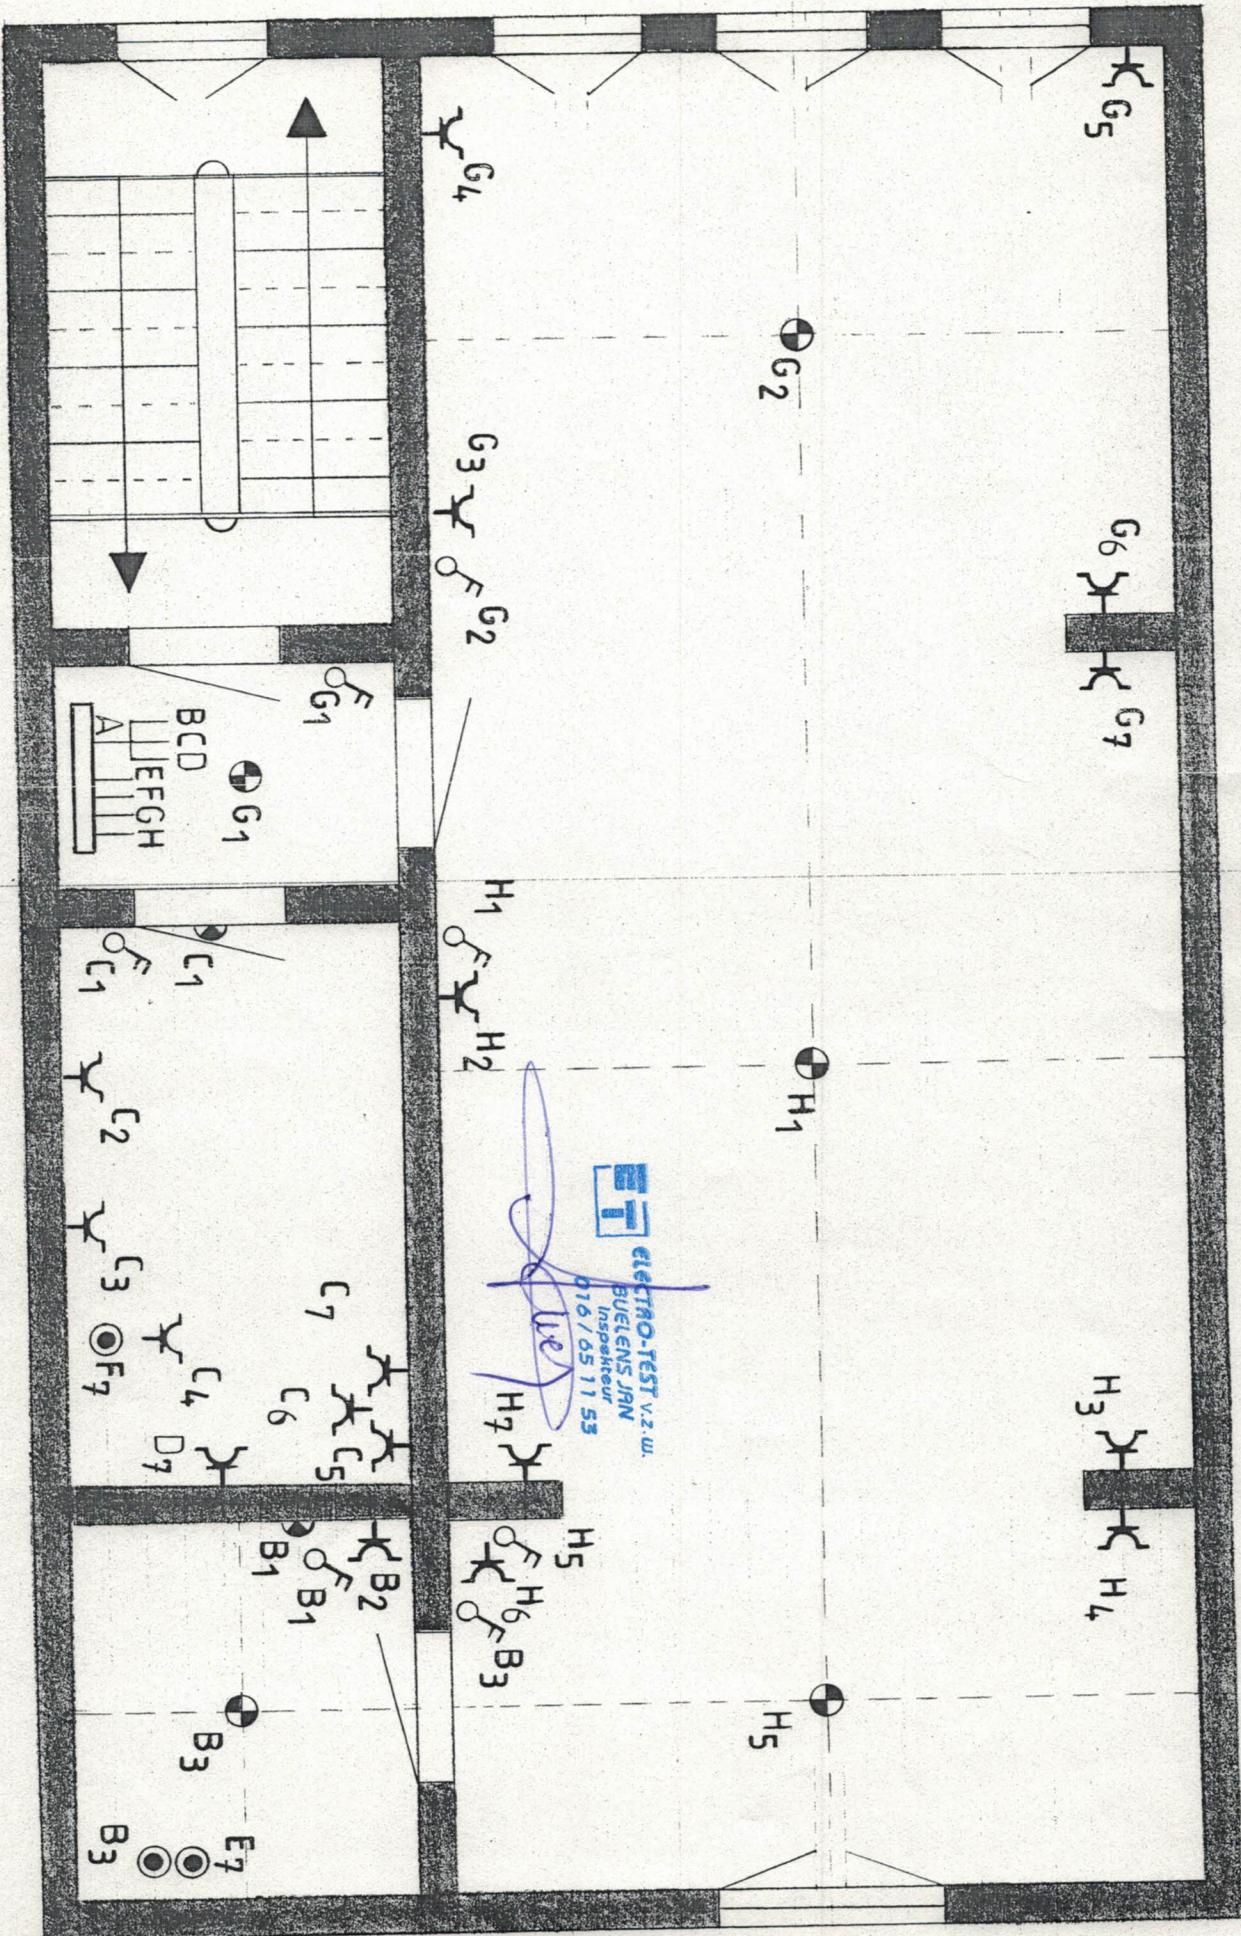 G5
G4
G2
G3
G2
G6
G7
G1
BCD
A
EFGH
G1
H1
H2
C1
C1
C2
C3
C4
C7
C6
C5
D7
F7
H1
ET
ELECTRO-TEST v.z.w.
BUELENS JAN
Inspekteur
016/65 11 53
H7
H3
H4
H5
H6
B3
B2
B1
B1
B3
H5
B3
E7